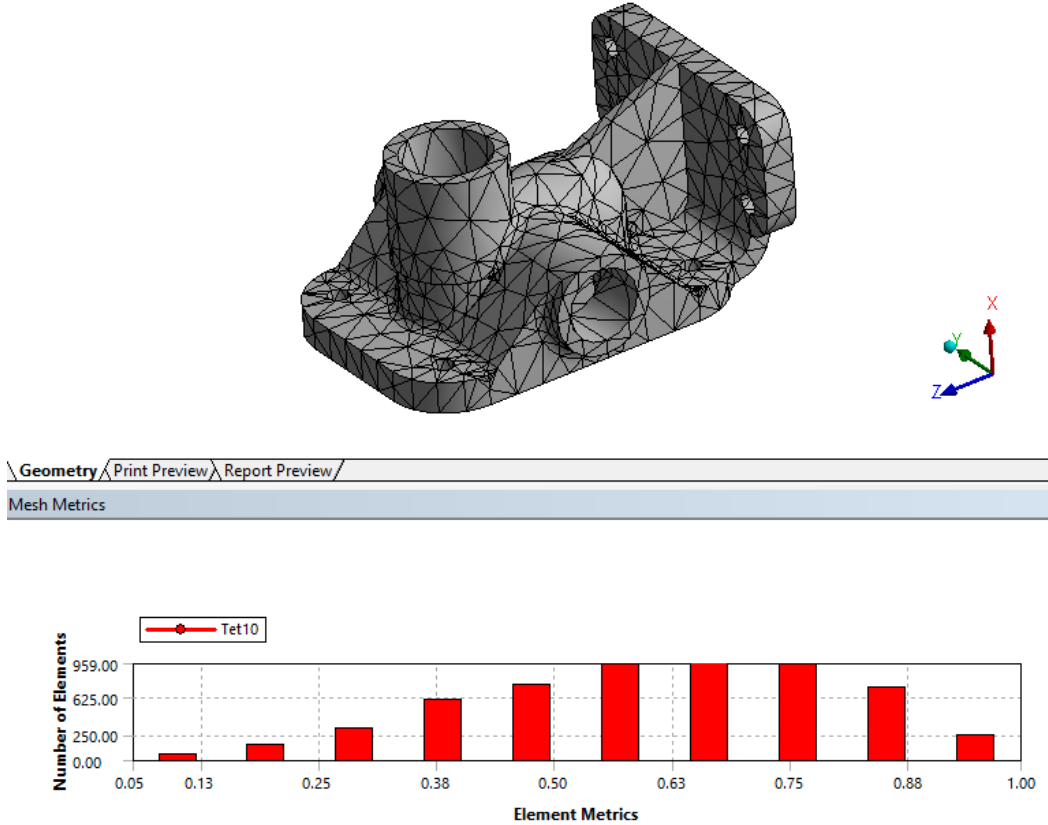 X
Y
Z
Geometry Print Preview Report Preview
Mesh Metrics
Tet10
Number of Elements
959.00
625.00
250.00
0.00
0.05 0.13 0.25 0.38 0.50 0.63 0.75 0.88 1.00
Element Metrics